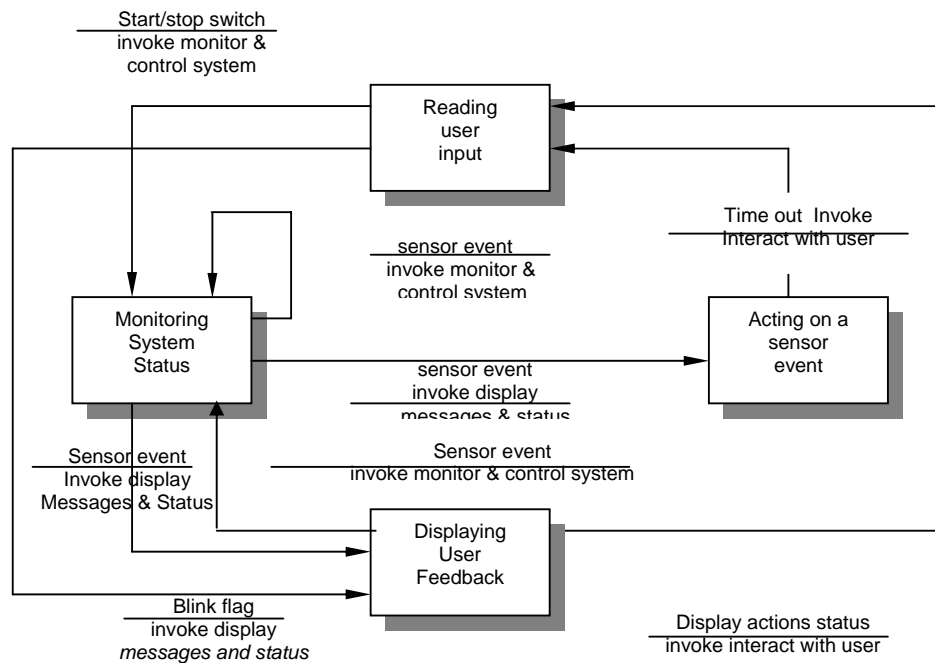 Start/stop switch
invoke monitor &
control system
Reading
user
input
Time out Invoke
Interact with user
sensor event
invoke monitor &
control system
Monitoring
System
Status
Acting on a
sensor
event
sensor event
invoke display
messages & status
Sensor event
Invoke display
Messages & Status
Sensor event
invoke monitor & control system
Displaying
User
Feedback
Blink flag
invoke display
messages and status
Display actions status
invoke interact with user